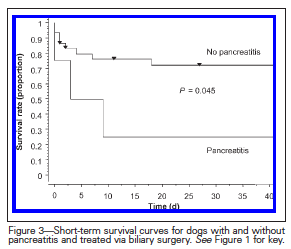 1
0.9
0.8
0.7
0.6
0.5
0.4
0.3
0.2
0.1
0
Survival rate (proportion)
No pancreatitis
P = 0.045
Pancreatitis
0 5 10 15 20 25 30 35 40
Time (d)
Figure 3—Short-term survival curves for dogs with and without
pancreatitis and treated via biliary surgery. See Figure 1 for key.